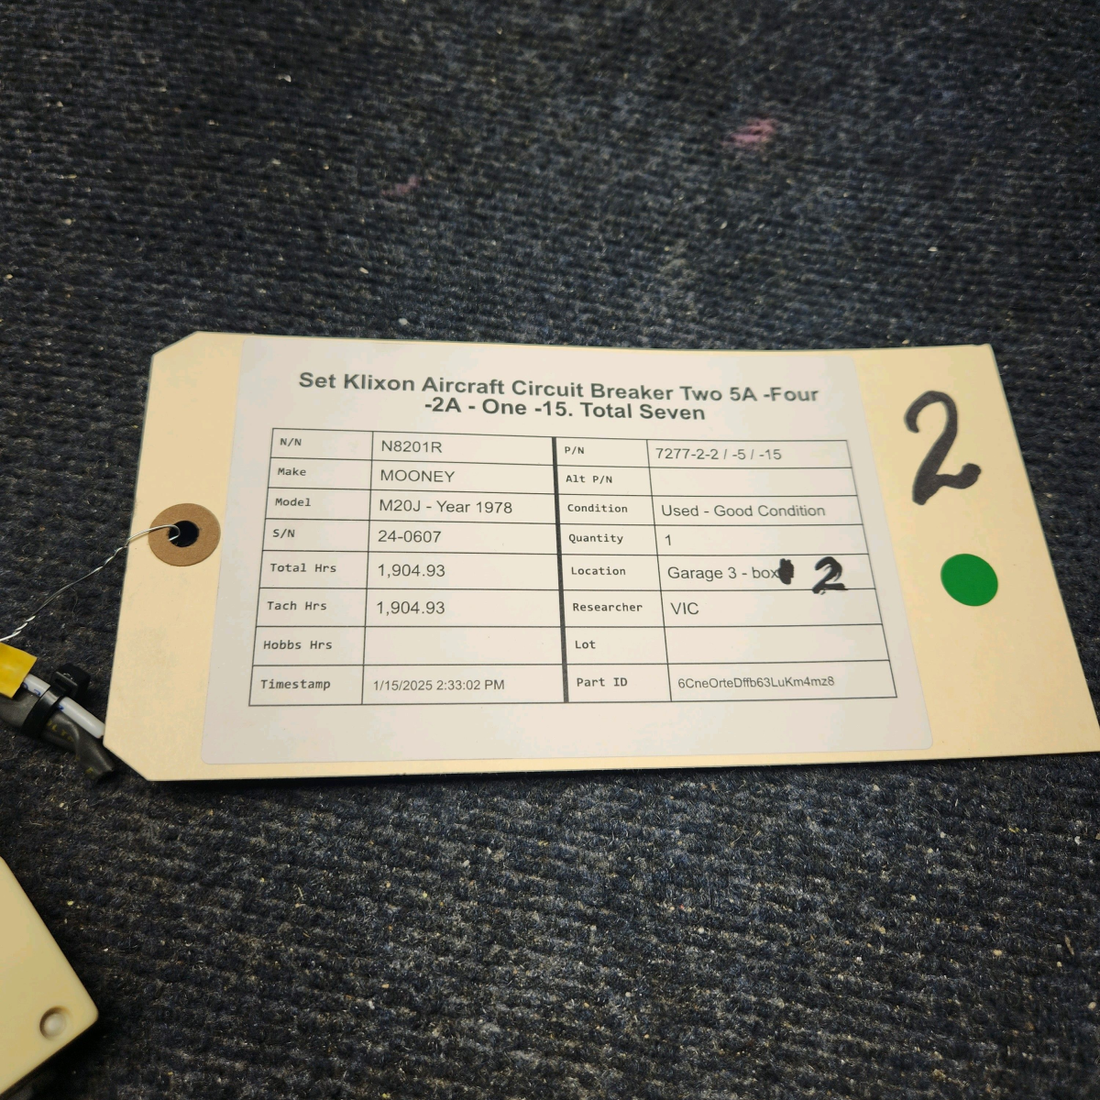 Set Klixon Aircraft Circuit Breaker Two 5A -Four
-2A - One -15. Total Seven
N/N N8201R P/N 7277-2-2 / -5 / -15
Make MOONEY Alt P/N
Model M20J - Year 1978 Condition Used - Good Condition
S/N 24-0607 Quantity 1
Total Hrs 1,904.93 Location Garage 3 - box 2
Tach Hrs 1,904.93 Researcher VIC
Hobbs Hrs Lot
Timestamp 1/15/2025 2:33:02 PM Part ID 6CneOrteDffb63LuKm4mz8
2